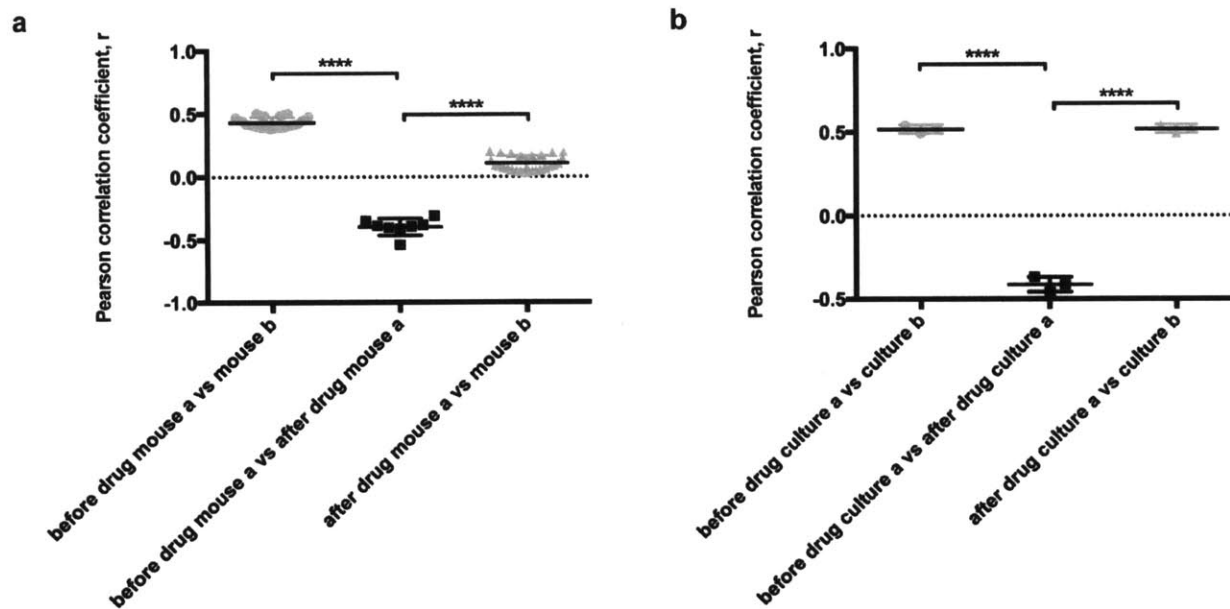 a
Pearson correlation coefficient, r
1.0
0.5
0.0
-0.5
-1.0
****
****
before drug mouse a vs mouse b
before drug mouse a vs after drug mouse a
after drug mouse a vs mouse b
b
Pearson correlation coefficient, r
1.0
0.5
0.0
-0.5
****
****
before drug culture a vs culture b
before drug culture a vs after drug culture a
after drug culture a vs culture b